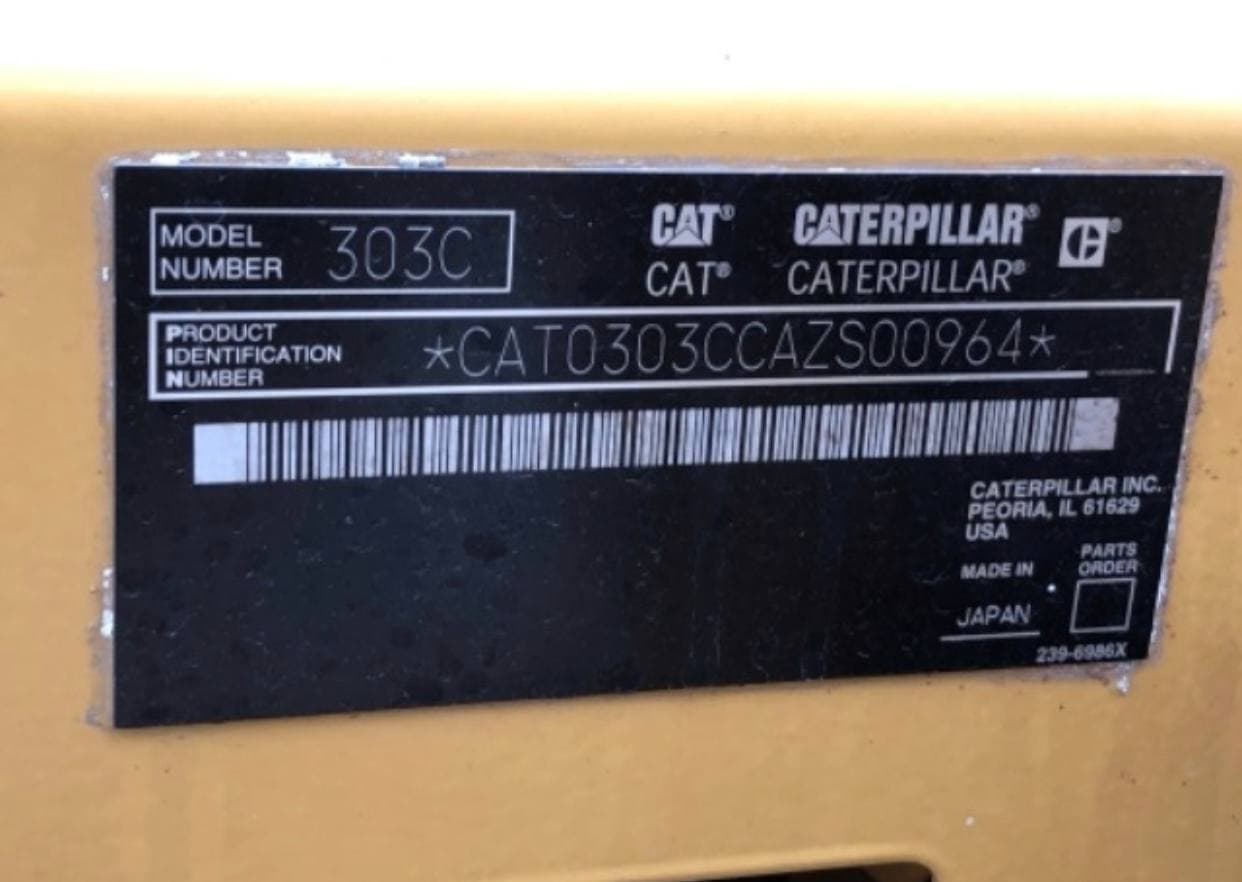 MODEL
NUMBER 303C
CAT® CATERPILLAR® C®
CAT® CATERPILLAR®
PRODUCT
IDENTIFICATION
NUMBER
*CAT0303CCAZS00964*
CATERPILLAR INC.
PEORIA, IL 61629
USA
MADE IN
JAPAN
PARTS
ORDER
239-6986X